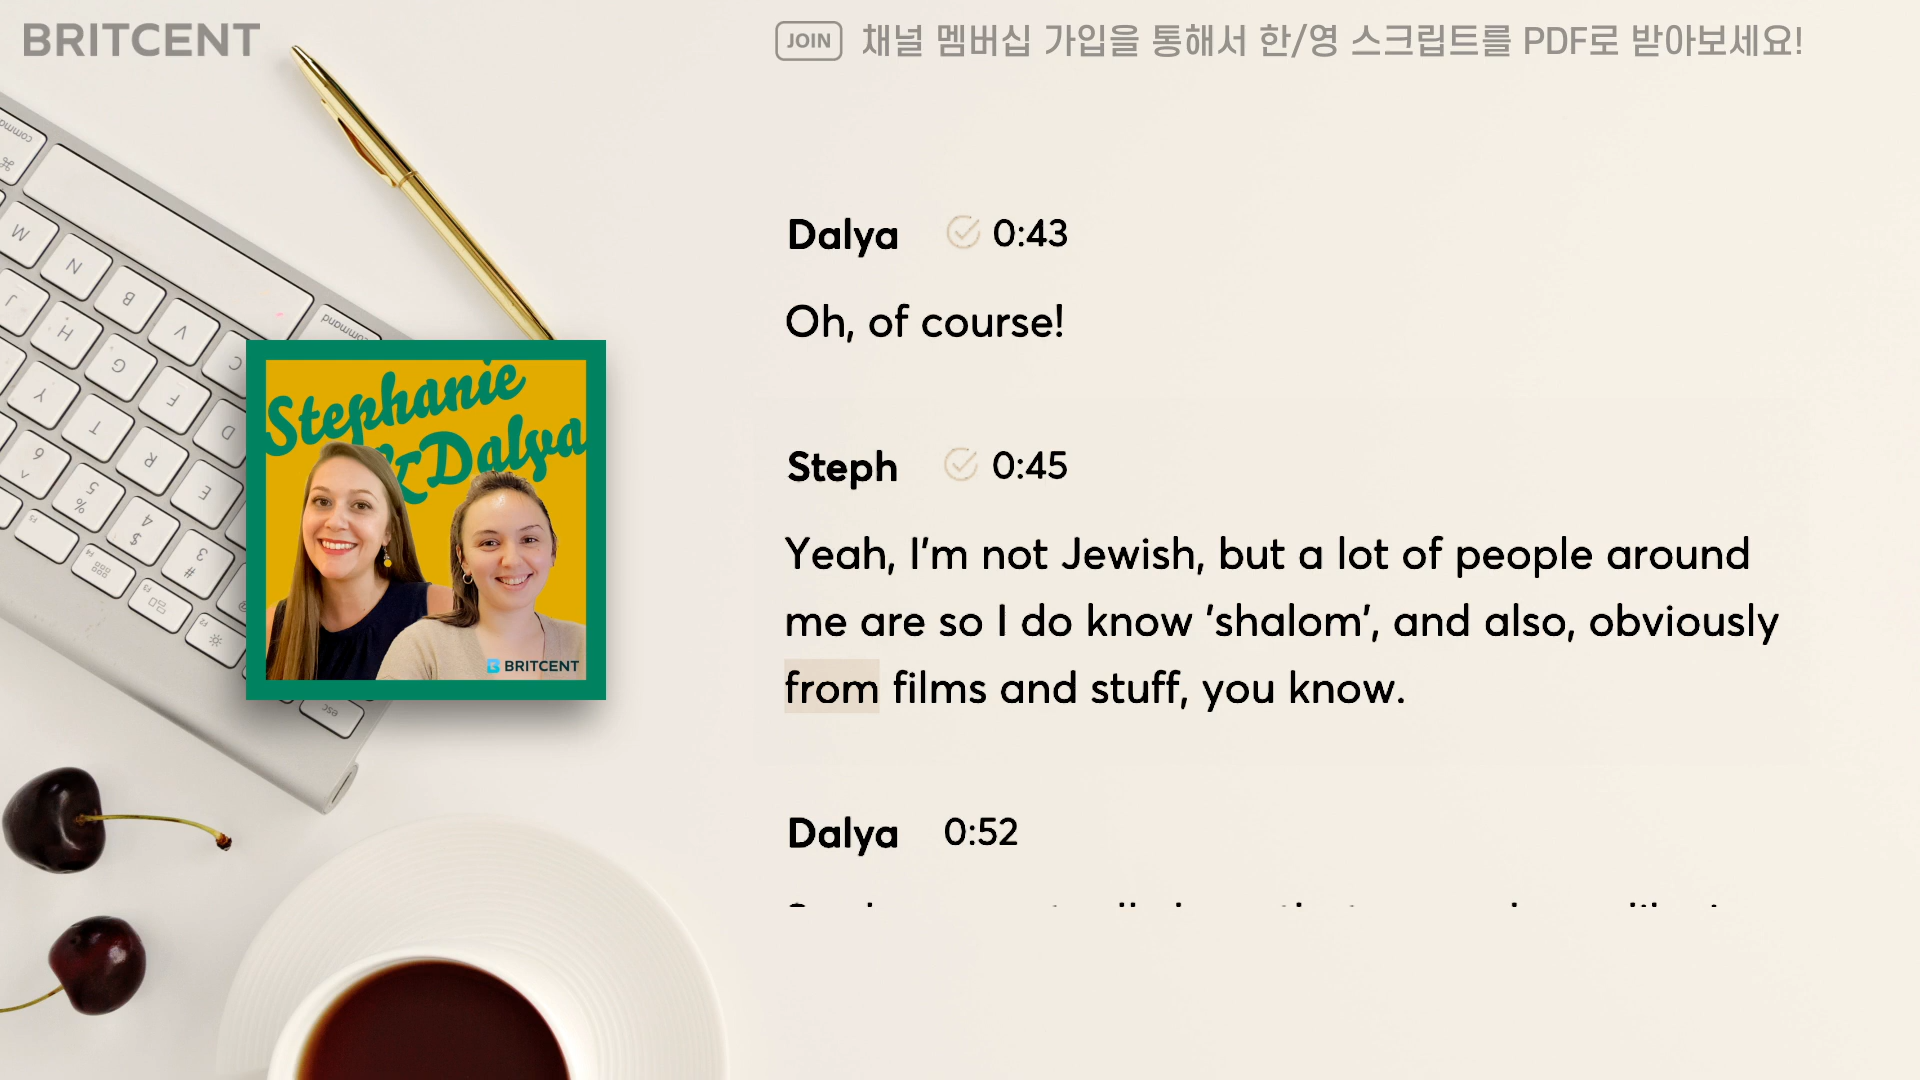 BRITCENT
JOIN 채널 멤버십 가입을 통해서 한/영 스크립트를 PDF로 받아보세요!
Stephanie
& Dalya
BRITCENT
Dalya 0:43
Oh, of course!
Steph 0:45
Yeah, I'm not Jewish, but a lot of people around
me are so I do know 'shalom', and also, obviously
from films and stuff, you know.
Dalya 0:52
command
command
esc